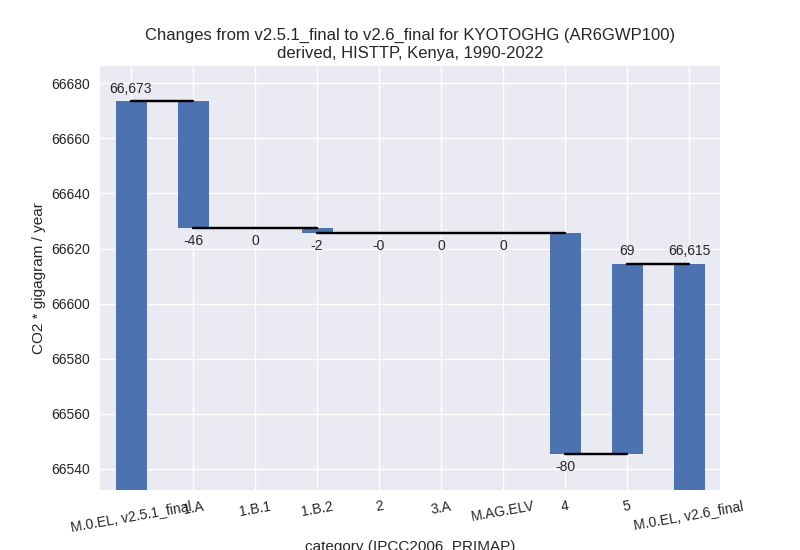 Changes from v2.5.1_final to v2.6_final for KYOTOGHG (AR6GWP100)
derived, HISTTP, Kenya, 1990-2022
CO2 * gigagram / year
66680
66660
66640
66620
66600
66580
66560
66540
66,673
-46
0
-2
-0
0
0
-80
69
66,615
M.0.EL, v2.5.1_final
1.A
1.B.1
1.B.2
2
3.A
M.AG.ELV
4
5
M.0.EL, v2.6_final
category (IPCC2006_PRIMAP)